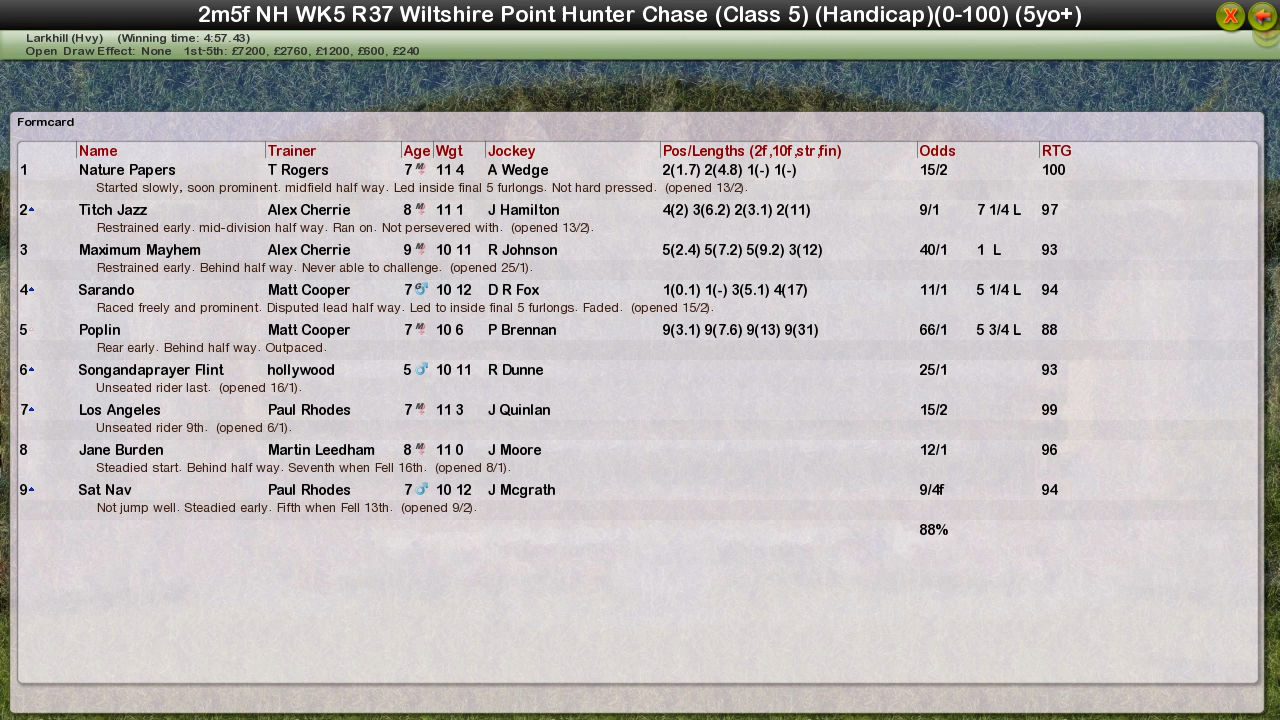 2m5f NH WK5 R37 Wiltshire Point Hunter Chase (Class 5) (Handicap)(0-100) (5yo+)
X
Larkhill (Hvy) (Winning time: 4:57.43)
Open Draw Effect: None 1st-5th: £7200, £2760, £1200, £600, £240
Formcard
Name Trainer Age Wgt Jockey Pos/Lengths (2f,10f,str,fin) Odds RTG
1 Nature Papers T Rogers 7 11 4 A Wedge 2(1.7) 2(4.8) 1(-) 1(-) 15/2 100
Started slowly, soon prominent. midfield half way. Led inside final 5 furlongs. Not hard pressed. (opened 13/2).
2 Titch Jazz Alex Cherrie 8 11 1 J Hamilton 4(2) 3(6.2) 2(3.1) 2(11) 9/1 7 1/4 L 97
Restrained early. mid-division half way. Ran on. Not persevered with. (opened 13/2).
3 Maximum Mayhem Alex Cherrie 9 10 11 R Johnson 5(2.4) 5(7.2) 5(9.2) 3(12) 40/1 1 L 93
Restrained early. Behind half way. Never able to challenge. (opened 25/1).
4 Sarando Matt Cooper 7 10 12 D R Fox 1(0.1) 1(-) 3(5.1) 4(17) 11/1 5 1/4 L 94
Raced freely and prominent. Disputed lead half way. Led to inside final 5 furlongs. Faded. (opened 15/2).
5 Poplin Matt Cooper 7 10 6 P Brennan 9(3.1) 9(7.6) 9(13) 9(31) 66/1 5 3/4 L 88
Rear early. Behind half way. Outpaced.
6 Songandaprayer Flint hollywood 5 10 11 R Dunne 25/1 93
Unseated rider last. (opened 16/1).
7 Los Angeles Paul Rhodes 7 11 3 J Quinlan 15/2 99
Unseated rider 9th. (opened 6/1).
8 Jane Burden Martin Leedham 8 11 0 J Moore 12/1 96
Steadied start. Behind half way. Seventh when Fell 16th. (opened 8/1).
9 Sat Nav Paul Rhodes 7 10 12 J Mcgrath 9/4f 94
Not jump well. Steadied early. Fifth when Fell 13th. (opened 9/2).
88%